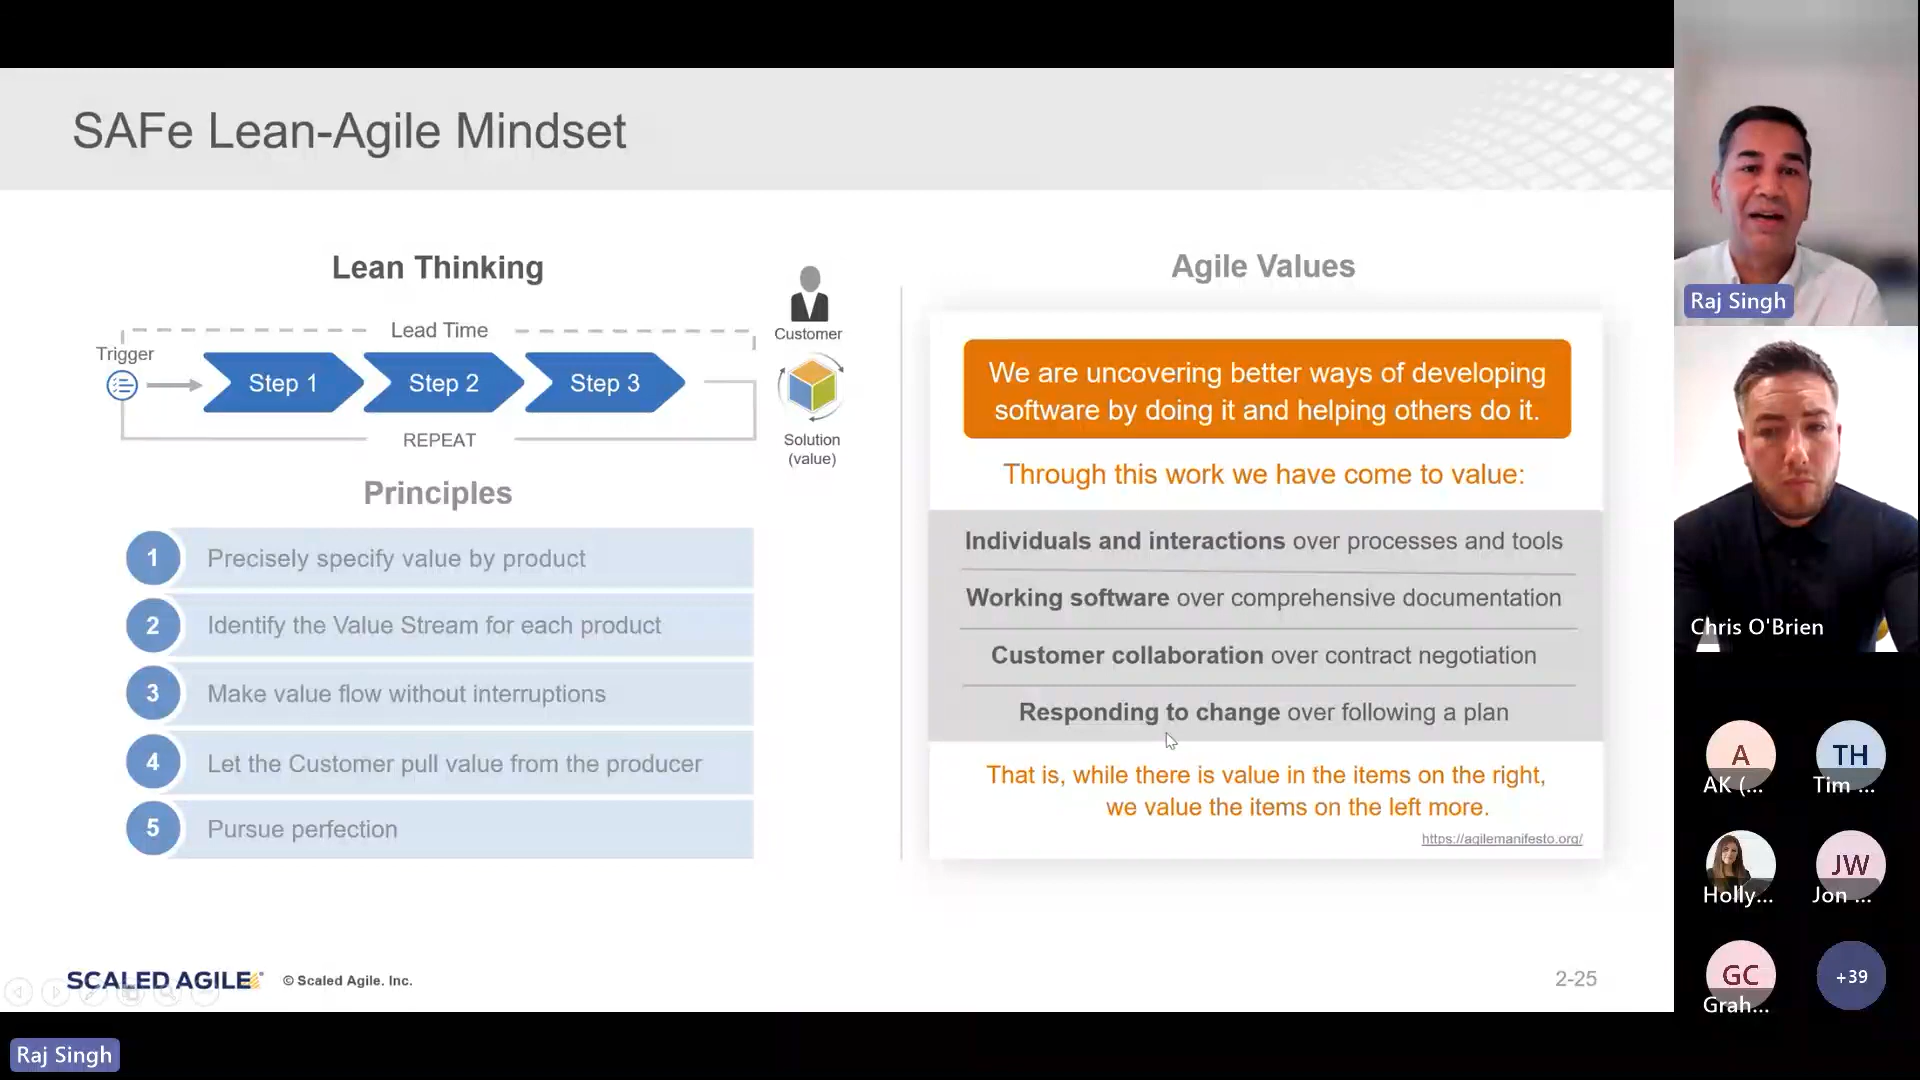 SAFe Lean-Agile Mindset
Lean Thinking
Lead Time
Trigger
Step 1
Step 2
Step 3
REPEAT
Customer
Solution
(value)
Principles
1 Precisely specify value by product
2 Identify the Value Stream for each product
3 Make value flow without interruptions
4 Let the Customer pull value from the producer
5 Pursue perfection
Agile Values
We are uncovering better ways of developing
software by doing it and helping others do it.
Through this work we have come to value:
Individuals and interactions over processes and tools
Working software over comprehensive documentation
Customer collaboration over contract negotiation
Responding to change over following a plan
That is, while there is value in the items on the right,
we value the items on the left more.
https://agilemanifesto.org/
SCALED AGILE
© Scaled Agile. Inc.
2-25
Raj Singh
Raj Singh
Chris O'Brien
A
AK (...
TH
Tim ...
Holly...
JW
Jon ...
GC
Grah...
+39